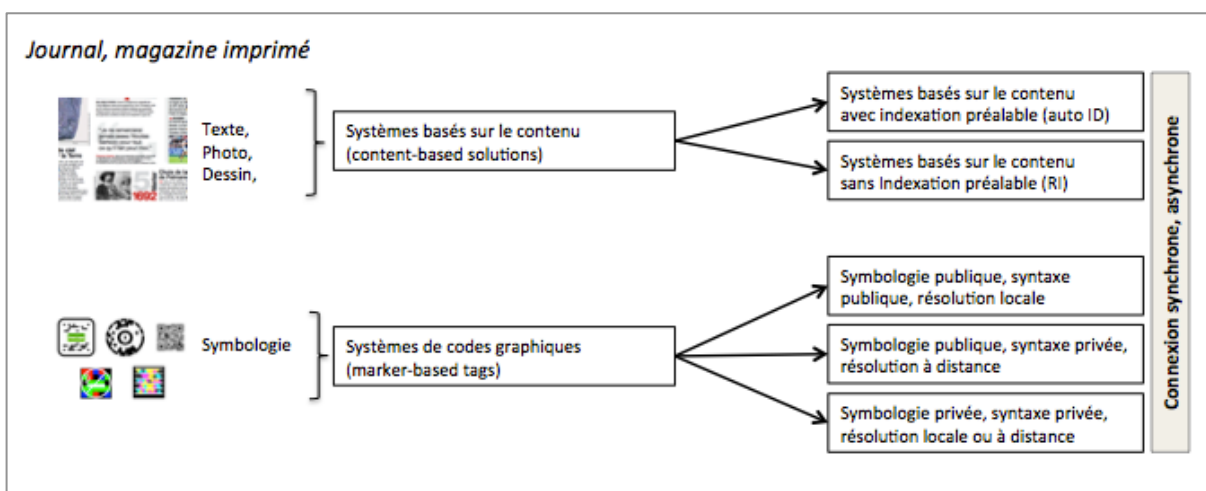 Journal, magazine imprimé
Texte,
Photo,
Dessin,
Systèmes basés sur le contenu
(content-based solutions)
Systèmes basés sur le contenu
avec indexation préalable (auto ID)
Systèmes basés sur le contenu
sans Indexation préalable (RI)
Symbologie
Systèmes de codes graphiques
(marker-based tags)
Symbologie publique, syntaxe
publique, résolution locale
Symbologie publique, syntaxe privée,
résolution à distance
Symbologie privée, syntaxe privée,
résolution locale ou à distance
Connexion synchrone, asynchrone
1692